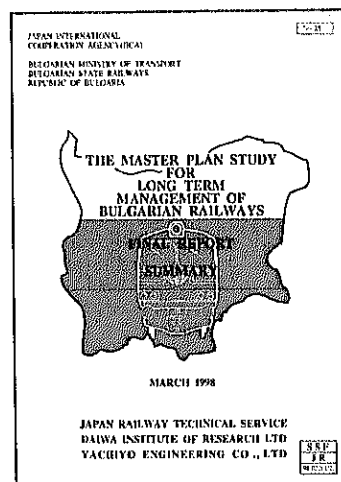 JAPAN INTERNATIONAL
COOPERATION AGENCY(JICA)
BULGARIAN MINISTRY OF TRANSPORT
BULGARIAN STATE RAILWAYS
REPUBLIC OF BULGARIA
THE MASTER PLAN STUDY
FOR
LONG TERM
MANAGEMENT OF
BULGARIAN RAILWAYS
FINAL REPORT
SUMMARY
MARCH 1998
JAPAN RAILWAY TECHNICAL SERVICE
DAIWA INSTITUTE OF RESEARCH LTD
YACHIYO ENGINEERING CO., LTD
SSF
JR